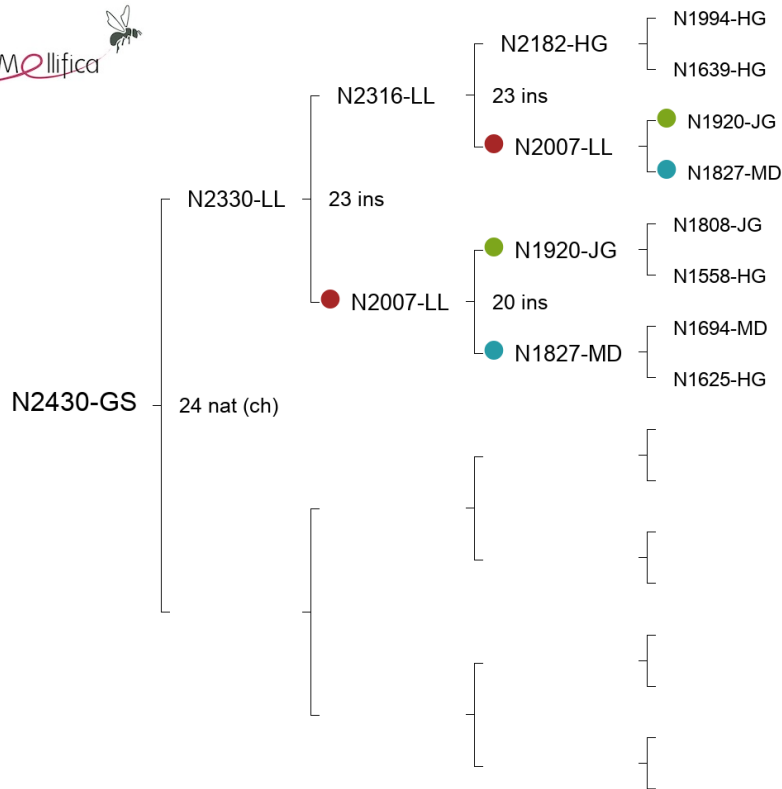 Mellifica
N1994-HG
N2182-HG
N1639-HG
N2316-LL
23 ins
N1920-JG
N2007-LL
N1827-MD
N2330-LL
23 ins
N1808-JG
N1920-JG
N1558-HG
N2007-LL
20 ins
N1694-MD
N1827-MD
N1625-HG
N2430-GS
24 nat (ch)